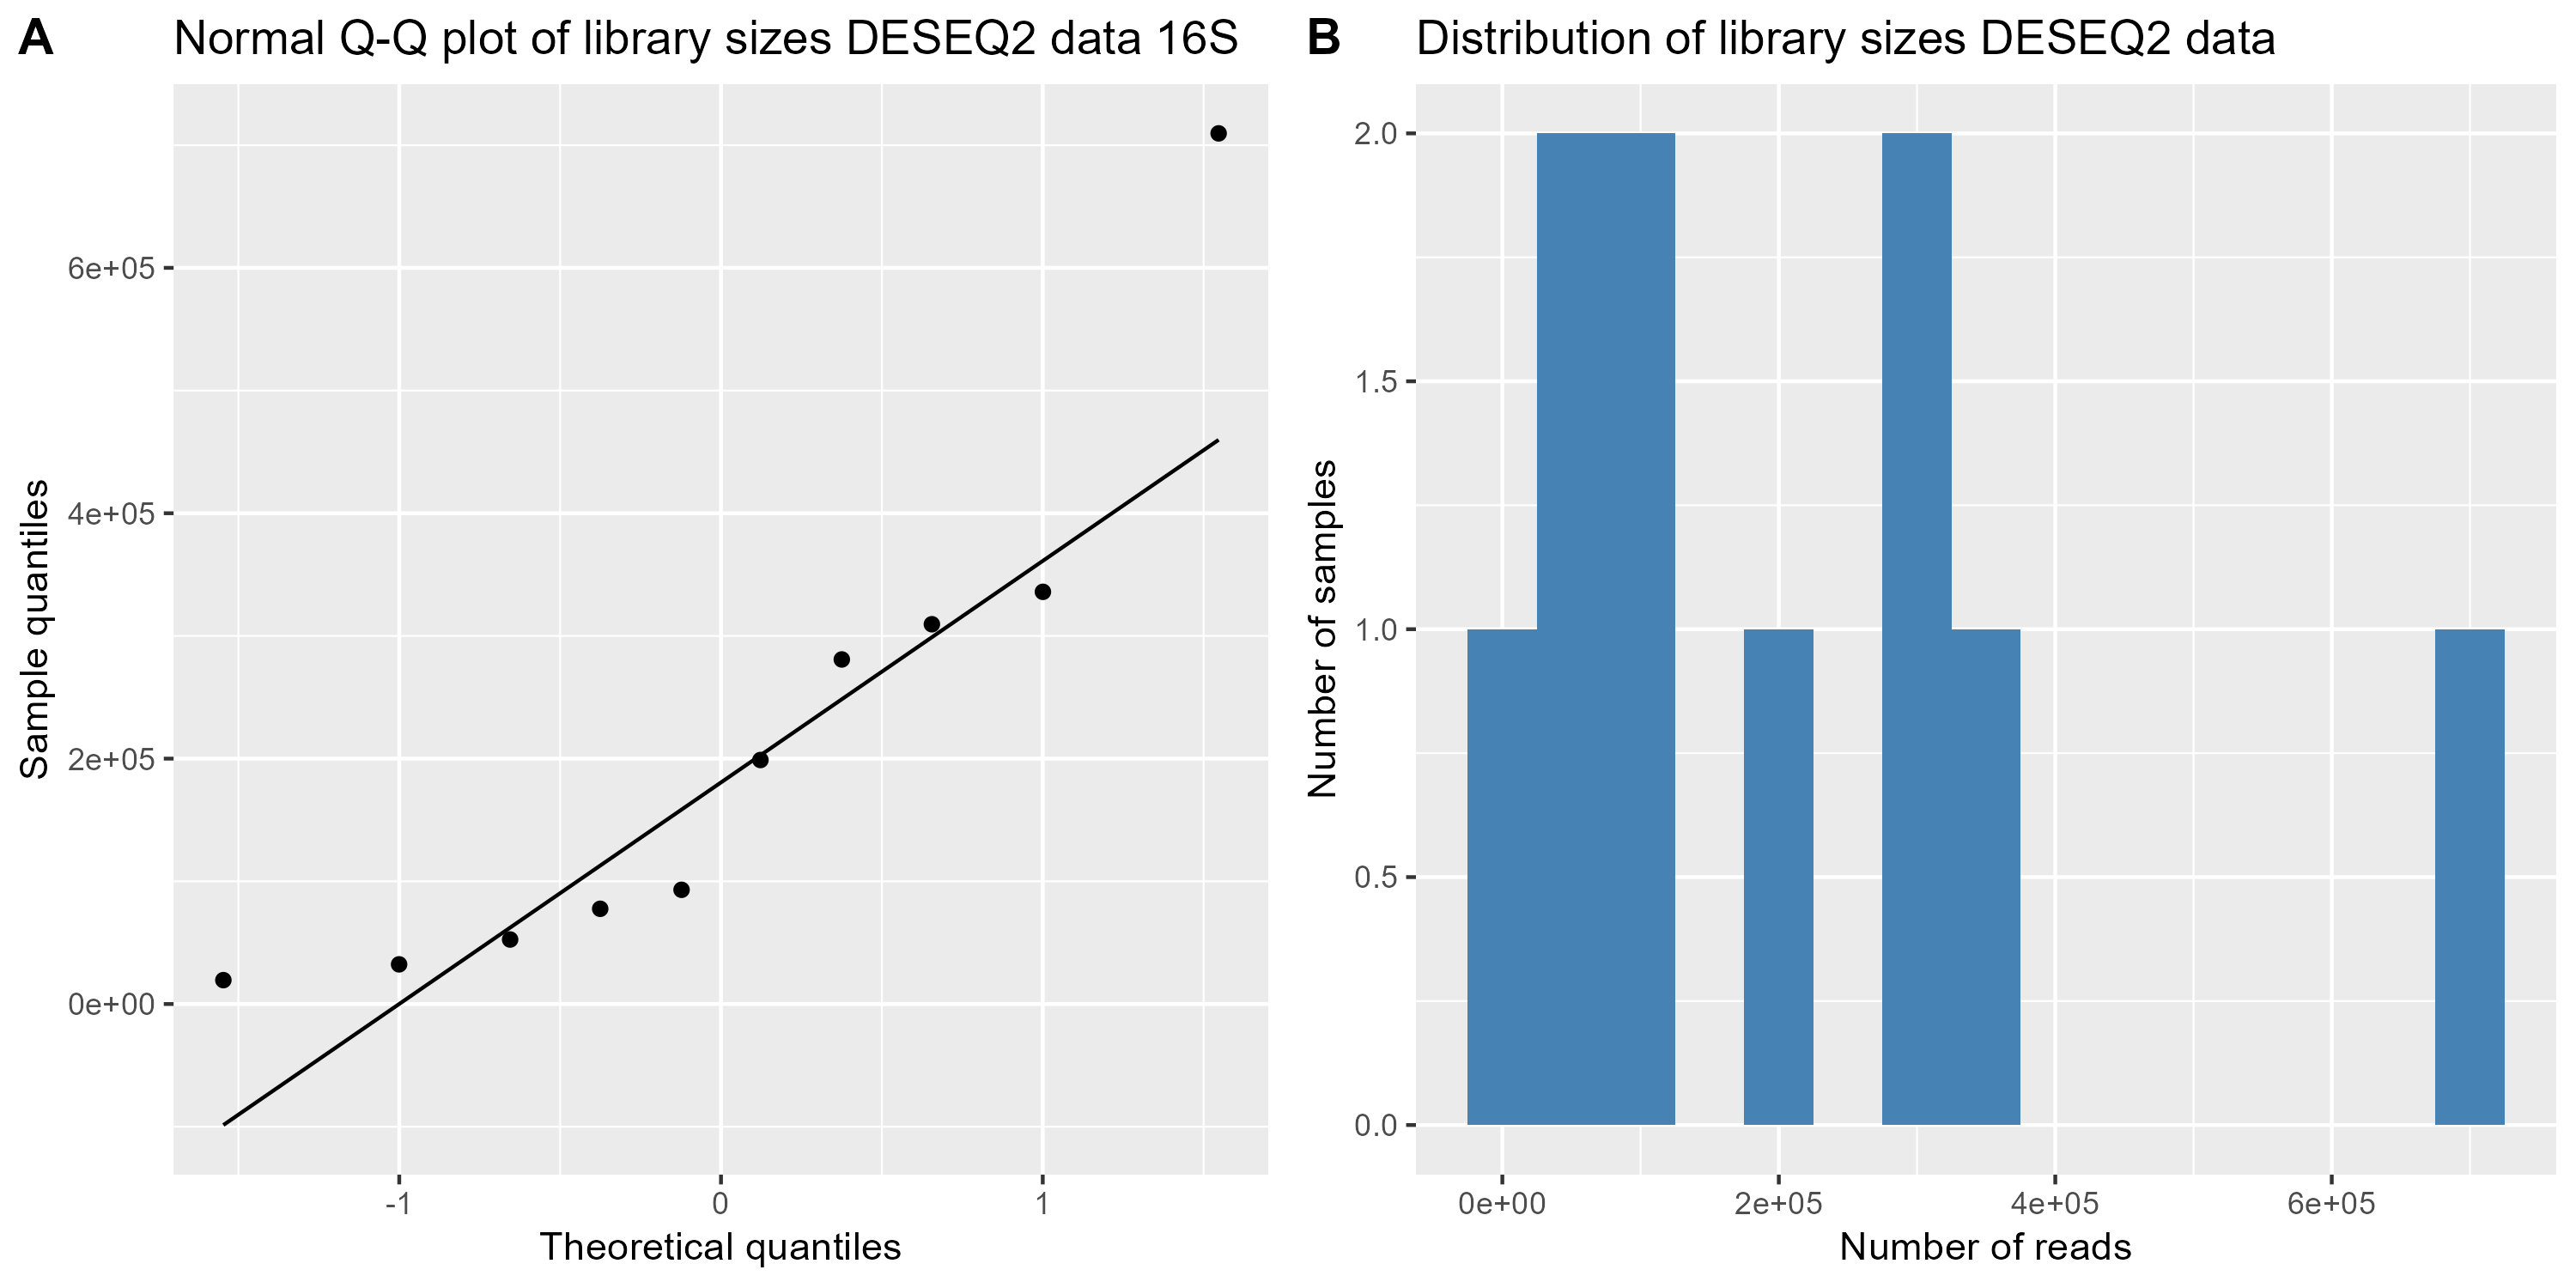 A
Normal Q-Q plot of library sizes DESEQ2 data 16S
6e+05
4e+05
2e+05
0e+00
Sample quantiles
-1
0
1
Theoretical quantiles
B
Distribution of library sizes DESEQ2 data
2.0
1.5
1.0
0.5
0.0
Number of samples
0e+00
2e+05
4e+05
6e+05
Number of reads